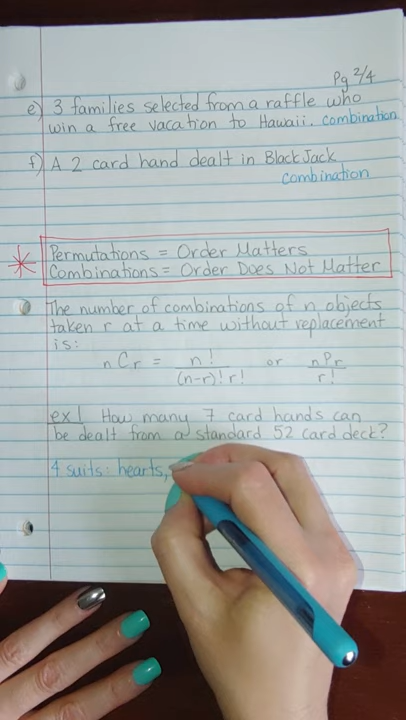 Pg 2/4
e) 3 families selected from a raffle who
win a free vacation to Hawaii. combination
f) A 2 card hand dealt in BlackJack
combination
Permutations = Order Matters
* Combinations = Order Does Not Matter
The number of combinations of n objects
taken r at a time without replacement
is:
nCr = n!/(n-r)! r! or nPr/r!
ex1 How many 7 card hands can
be dealt from a standard 52 card deck?
4 suits: hearts,